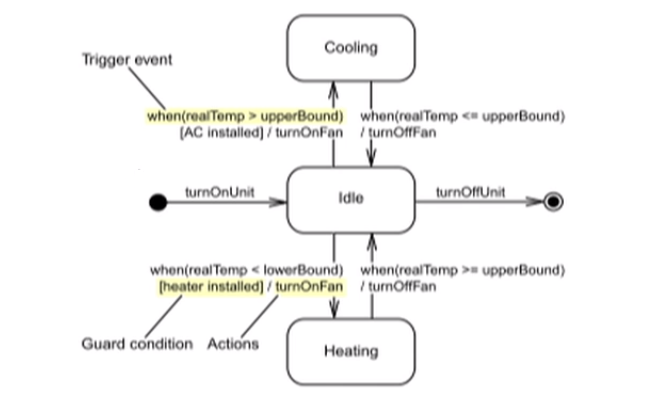 Cooling
Trigger event
when(realTemp > upperBound)
[AC installed] / turnOnFan
when(realTemp <= upperBound)
/ turnOffFan
turnOnUnit
Idle
turnOffUnit
when(realTemp < lowerBound)
[heater installed] / turnOnFan
when(realTemp >= upperBound)
/ turnOffFan
Guard condition
Actions
Heating